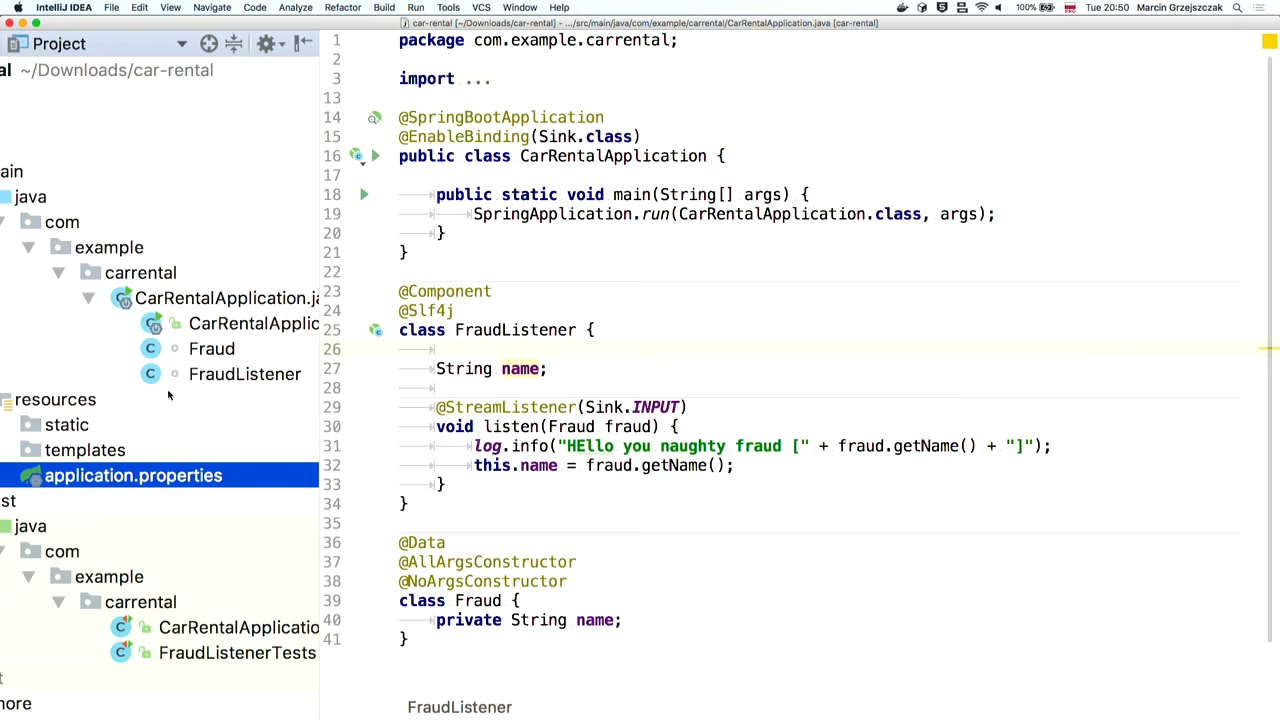 IntelliJ IDEA File Edit View Navigate Code Analyze Refactor Build Run Tools VCS Window Help 100% Tue 20:50 Marcin Grzejszczak
car-rental [~/Downloads/car-rental] - .../src/main/java/com/example/carrental/CarRentalApplication.java [car-rental]
Project
al ~/Downloads/car-rental
ain
java
com
example
carrental
CarRentalApplication.ja
CarRentalApplic
Fraud
FraudListener
resources
static
templates
application.properties
st
java
com
example
carrental
CarRentalApplicatio
FraudListenerTests
t
nore
1 package com.example.carrental;
2
3 import ...
13
14 @SpringBootApplication
15 @EnableBinding(Sink.class)
16 public class CarRentalApplication {
17
18 public static void main(String[] args) {
19 SpringApplication.run(CarRentalApplication.class, args);
20 }
21 }
22
23 @Component
24 @Slf4j
25 class FraudListener {
26
27 String name;
28
29 @StreamListener(Sink.INPUT)
30 void listen(Fraud fraud) {
31 log.info("HEllo you naughty fraud [" + fraud.getName() + "]");
32 this.name = fraud.getName();
33 }
34 }
35
36 @Data
37 @AllArgsConstructor
38 @NoArgsConstructor
39 class Fraud {
40 private String name;
41 }
FraudListener